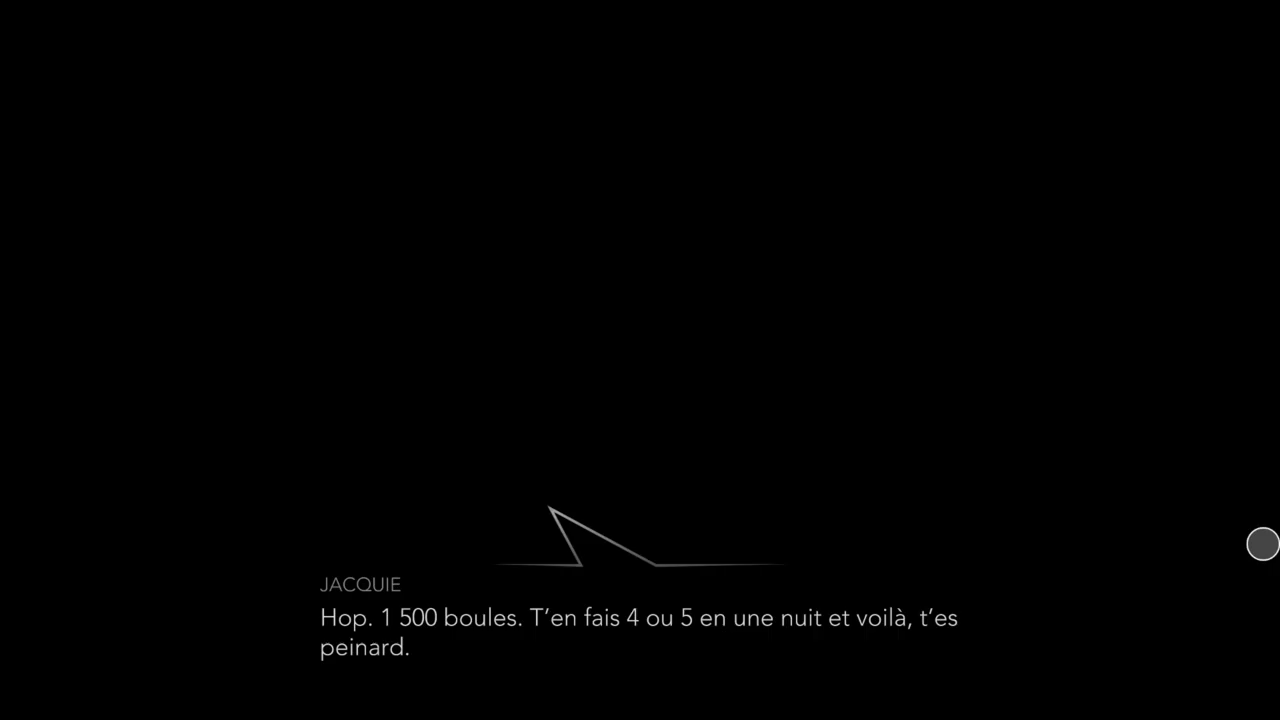 JACQUIE
Hop. 1 500 boules. T’en fais 4 ou 5 en une nuit et voilà, t’es
peinard.